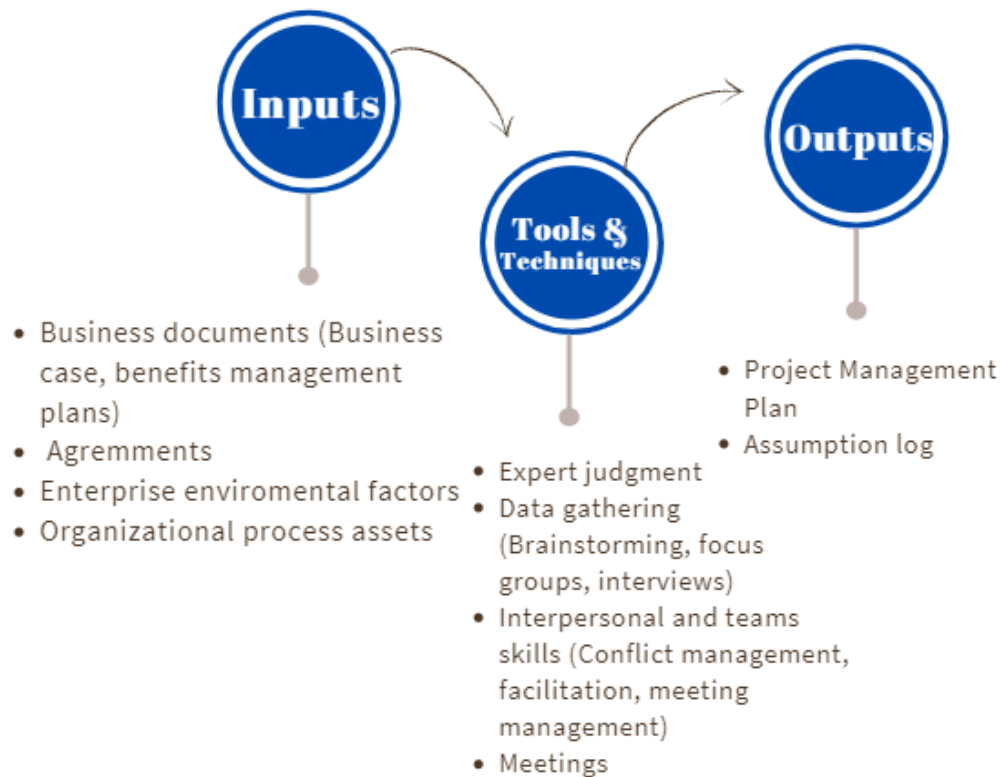 Inputs
• Business documents (Business
case, benefits management
plans)
• Agremments
• Enterprise enviromental factors
• Organizational process assets
Tools &
Techniques
• Expert judgment
• Data gathering
(Brainstorming, focus
groups, interviews)
• Interpersonal and teams
skills (Conflict management,
facilitation, meeting
management)
• Meetings
Outputs
• Project Management
Plan
• Assumption log